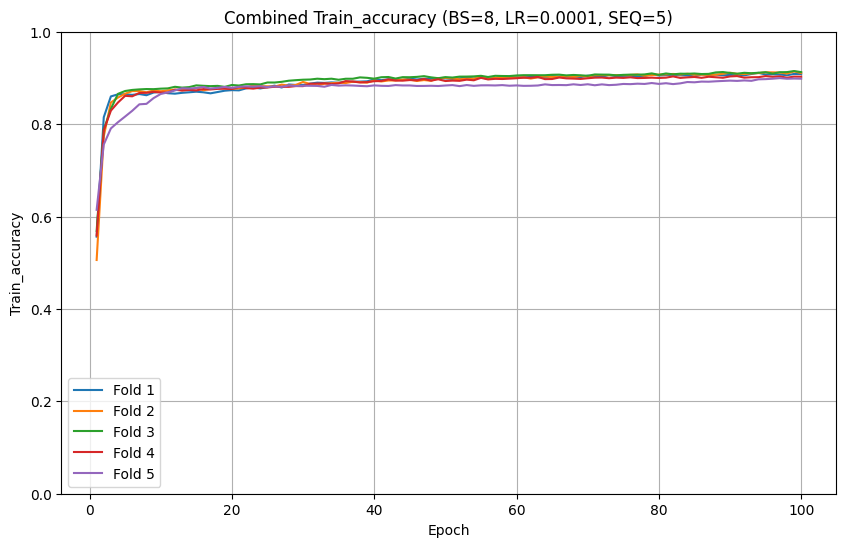 Combined Train_accuracy (BS=8, LR=0.0001, SEQ=5)
Train_accuracy
1.0
0.8
0.6
0.4
0.2
0.0
Fold 1
Fold 2
Fold 3
Fold 4
Fold 5
0
20
40
60
80
100
Epoch